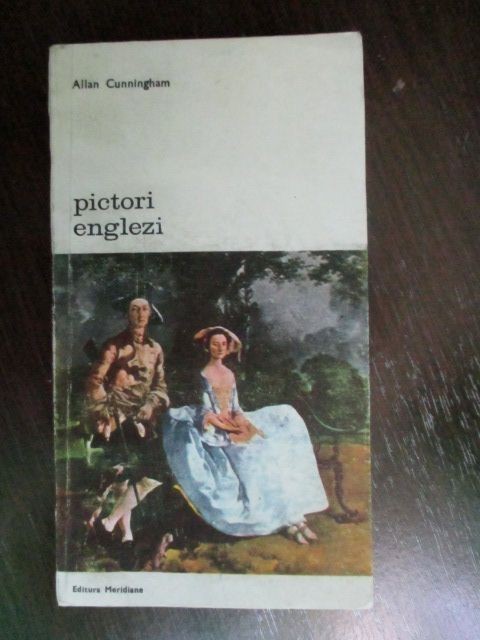 Allan Cunningham
pictori
englezi
Editura Meridiane